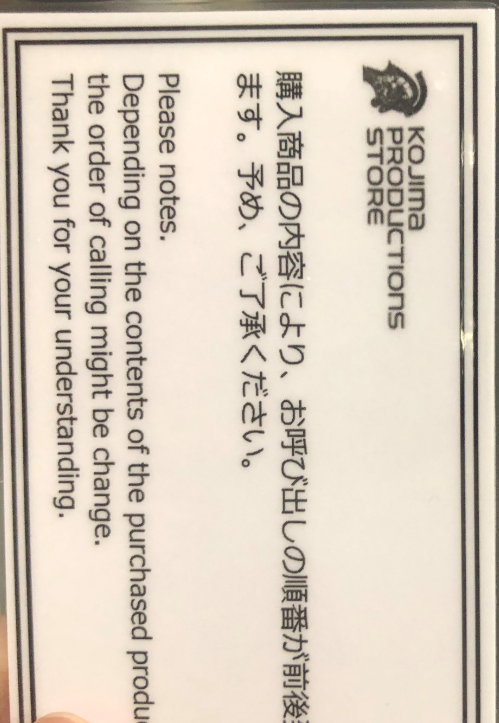 KOJIMA
PRODUCTIONS
STORE
購入商品の内容により、お呼び出しの順番が前後
ます。予め、ご了承ください。
Please notes.
Depending on the contents of the purchased
the order of calling might be change.
Thank you for your understanding.